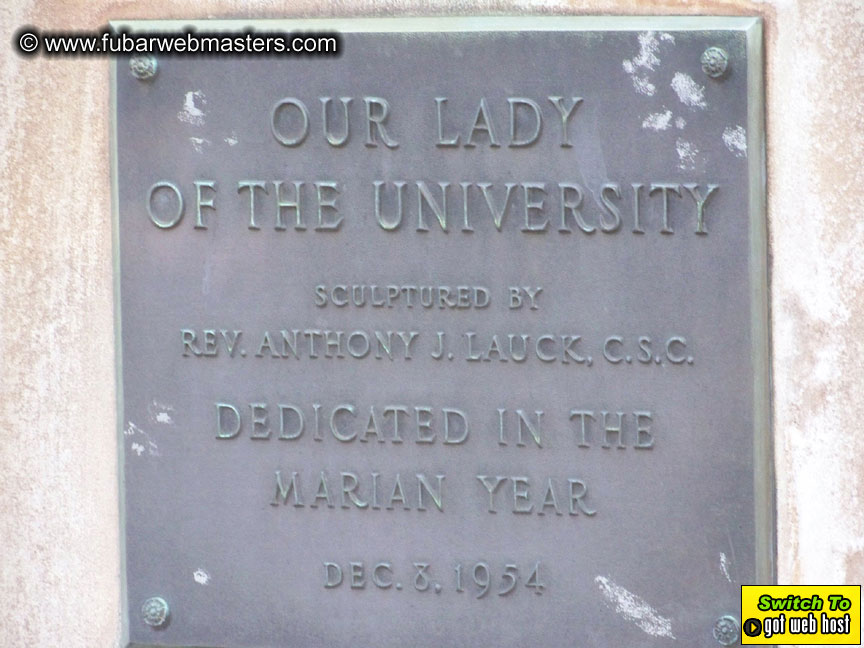 © www.fubarwebmasters.com
OUR LADY
OF THE UNIVERSITY
SCULPTURED BY
REV. ANTHONY J. LAUCK, C.S.C.
DEDICATED IN THE
MARIAN YEAR
DEC. 8, 1954
Switch To
got web host